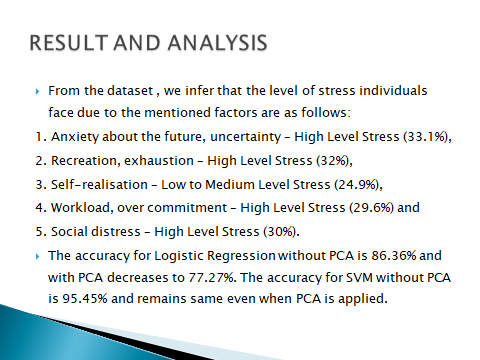 RESULT AND ANALYSIS
From the dataset , we infer that the level of stress individuals
face due to the mentioned factors are as follows:
1. Anxiety about the future, uncertainty – High Level Stress (33.1%),
2. Recreation, exhaustion – High Level Stress (32%),
3. Self-realisation – Low to Medium Level Stress (24.9%),
4. Workload, over commitment – High Level Stress (29.6%) and
5. Social distress – High Level Stress (30%).
The accuracy for Logistic Regression without PCA is 86.36% and
with PCA decreases to 77.27%. The accuracy for SVM without PCA
is 95.45% and remains same even when PCA is applied.